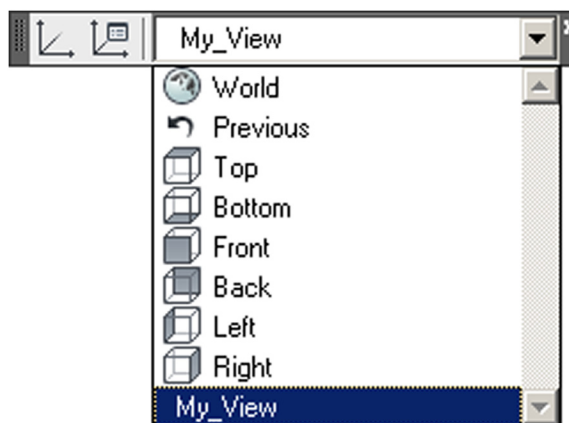 My_View
World
Previous
Top
Bottom
Front
Back
Left
Right
My_View